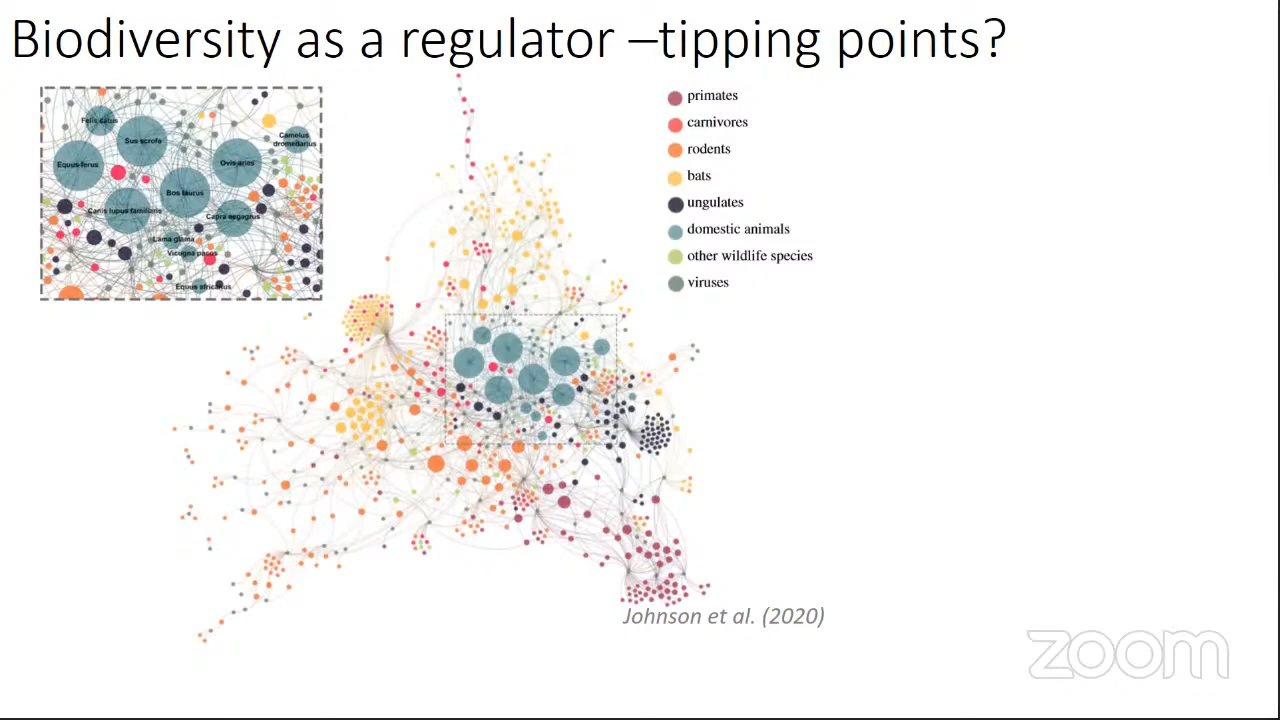 Biodiversity as a regulator –tipping points?
Felis catus
Sus scrofa
Camelus
dromedarius
Equus ferus
Ovis aries
Bos taurus
Canis lupus familiaris
Capra aegagrus
Lama glama
Vicugna pacos
Equus africanus
primates
carnivores
rodents
bats
ungulates
domestic animals
other wildlife species
viruses
Johnson et al. (2020)
zoom